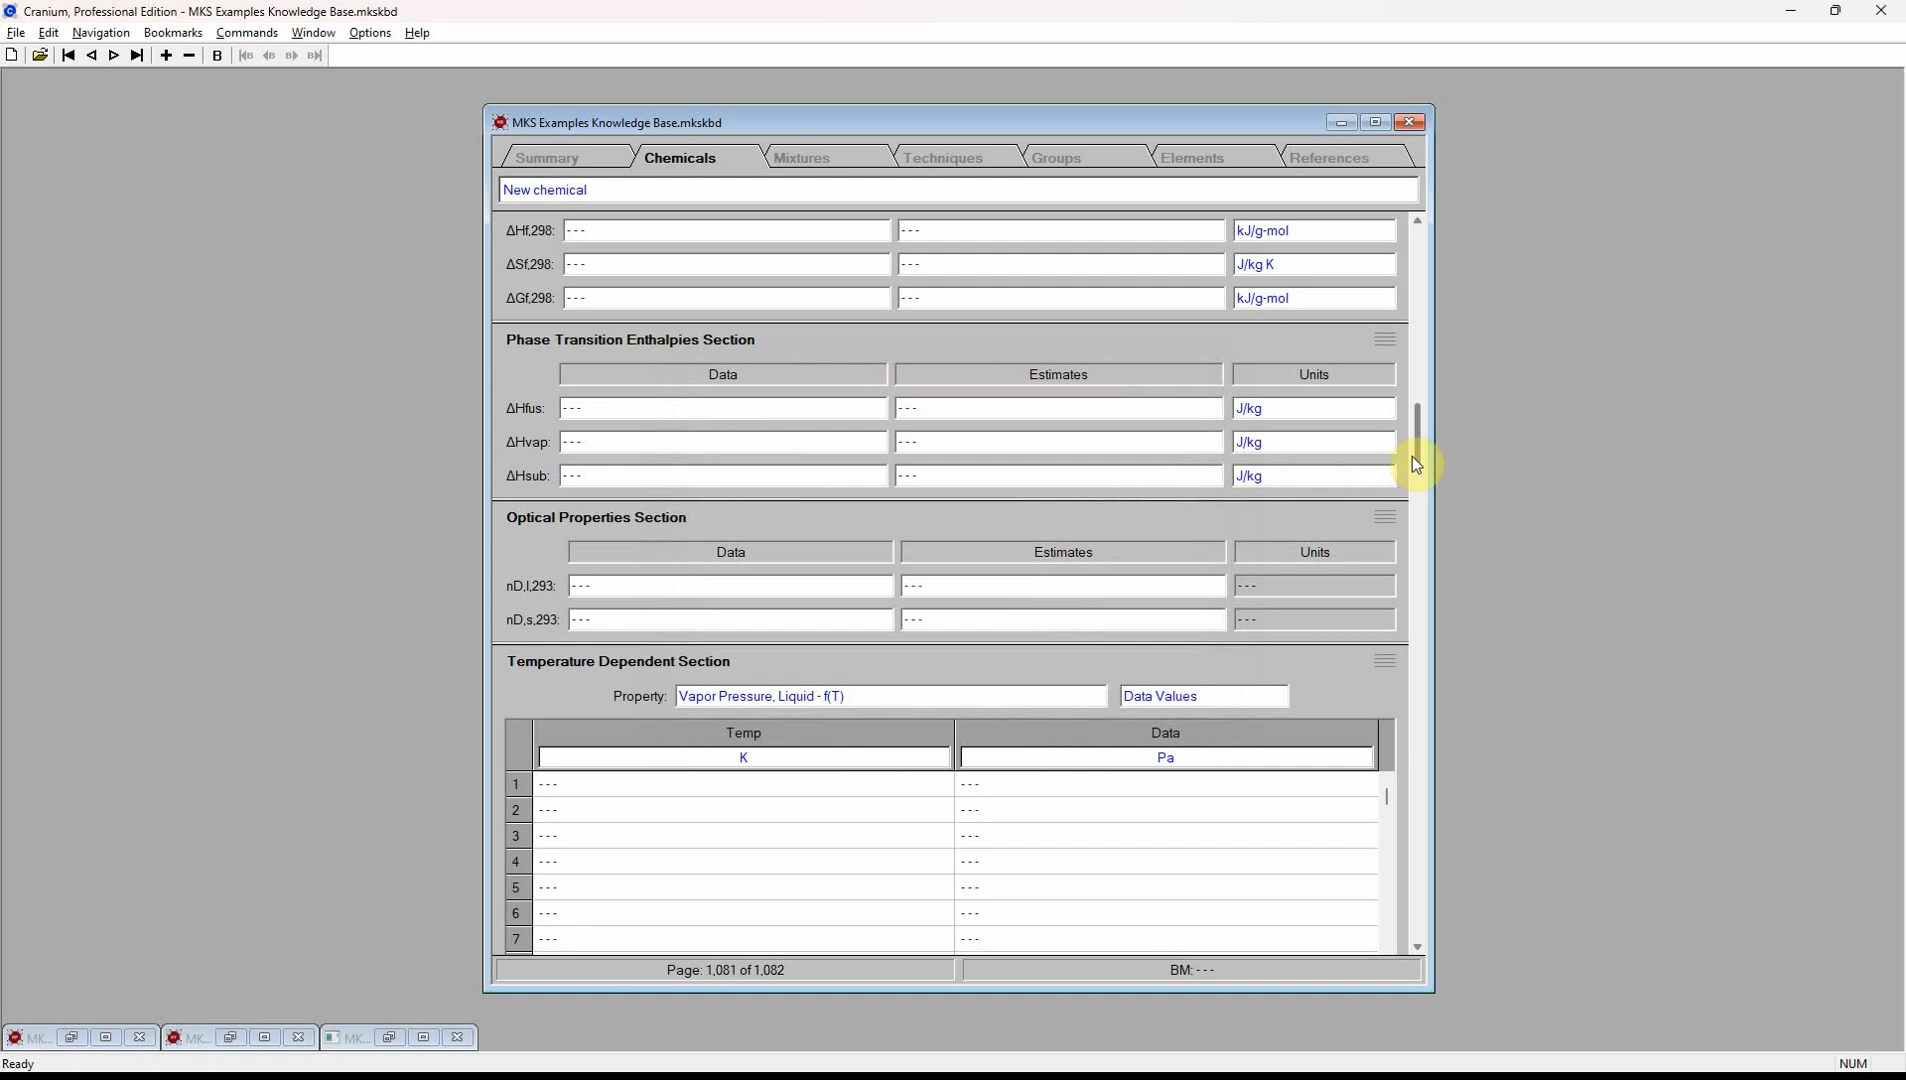 Cranium, Professional Edition - MKS Examples Knowledge Base.mkskbd
File Edit Navigation Bookmarks Commands Window Options Help
B B B B B
MKS Examples Knowledge Base.mkskbd
Summary Chemicals Mixtures Techniques Groups Elements References
New chemical
ΔHf,298: - - - - - - kJ/g-mol
ΔSf,298: - - - - - - J/kg K
ΔGf,298: - - - - - - kJ/g-mol
Phase Transition Enthalpies Section
Data Estimates Units
ΔHfus: - - - - - - J/kg
ΔHvap: - - - - - - J/kg
ΔHsub: - - - - - - J/kg
Optical Properties Section
Data Estimates Units
nD,l,293: - - - - - - - - -
nD,s,293: - - - - - - - - -
Temperature Dependent Section
Property: Vapor Pressure, Liquid - f(T) Data Values
Temp Data
K Pa
1 - - - - - -
2 - - - - - -
3 - - - - - -
4 - - - - - -
5 - - - - - -
6 - - - - - -
7 - - - - - -
Page: 1,081 of 1,082 BM: - - -
MK... MK... MK...
Ready NUM